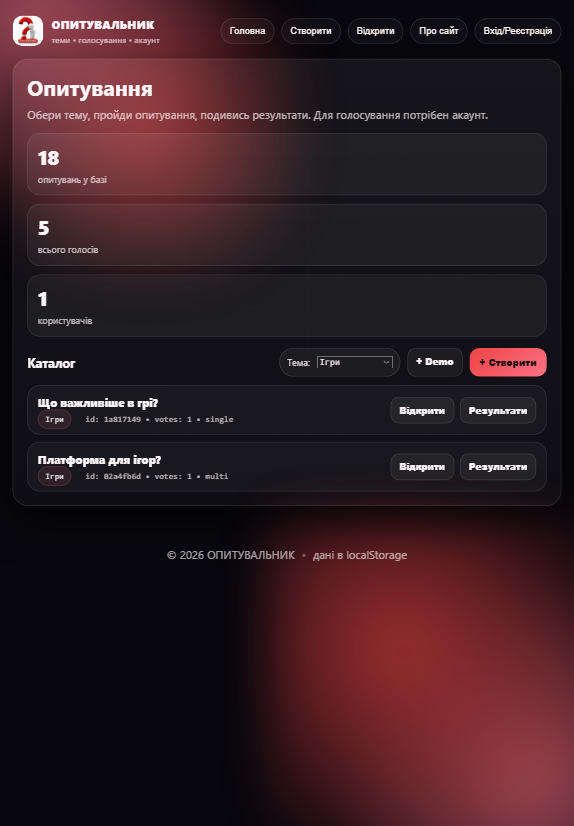 ОПИТУВАЛЬНИК
теми • голосування • акаунт
Головна
Створити
Відкрити
Про сайт
Вхід/Реєстрація
Опитування
Обери тему, пройди опитування, подивись результати. Для голосування потрібен акаунт.
18
опитувань у базі
5
всього голосів
1
користувачів
Каталог
Тема: Ігри
+ Demo
+ Створити
Що важливіше в грі?
Ігри id: 1a817149 • votes: 1 • single
Відкрити
Результати
Платформа для ігор?
Ігри id: 02a4fb6d • votes: 1 • multi
Відкрити
Результати
© 2026 ОПИТУВАЛЬНИК • дані в localStorage